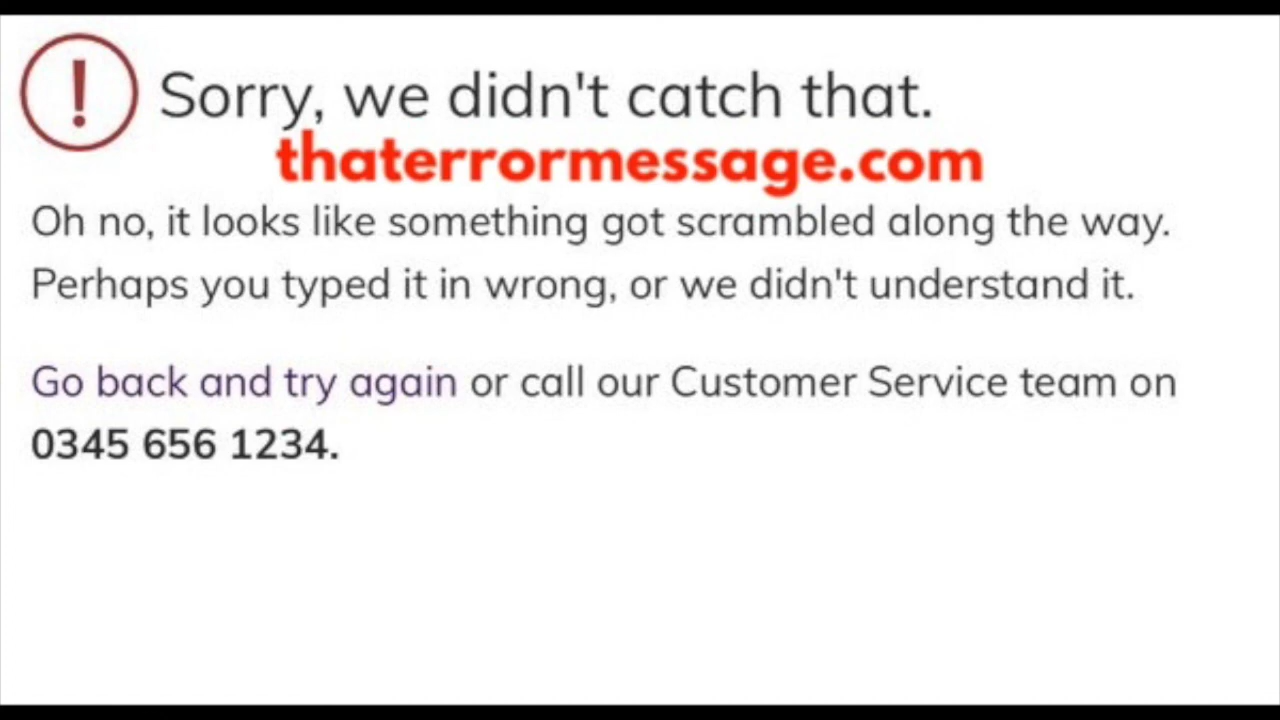 !
Sorry, we didn't catch that.
thaterrormessage.com
Oh no, it looks like something got scrambled along the way.
Perhaps you typed it in wrong, or we didn't understand it.
Go back and try again or call our Customer Service team on
0345 656 1234.